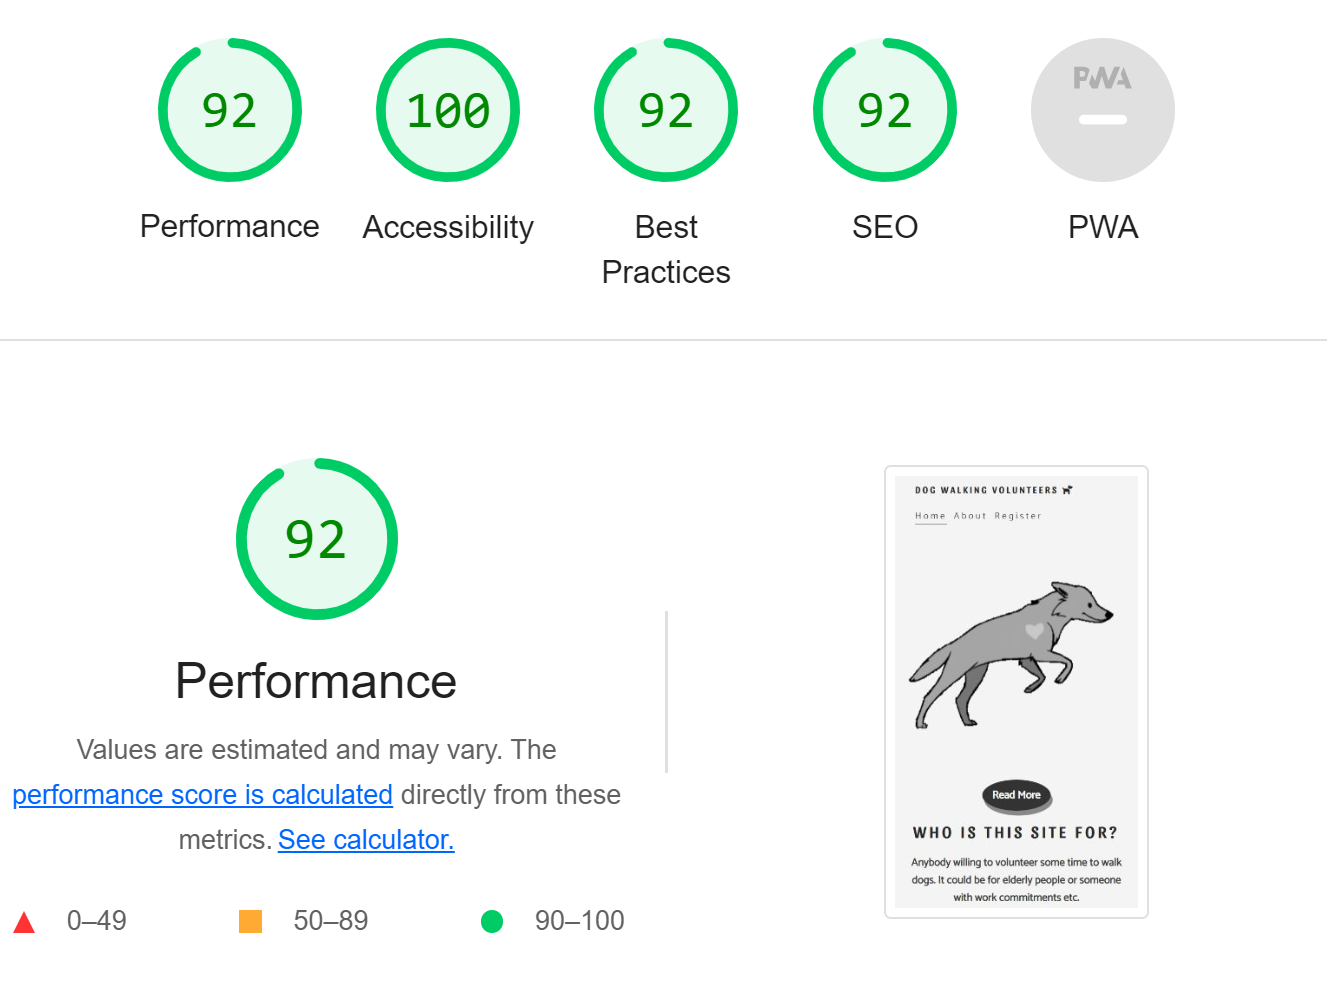 92
100
92
92
PWA
Performance
Accessibility
Best
Practices
SEO
PWA
92
Performance
Values are estimated and may vary. The
performance score is calculated directly from these
metrics. See calculator.
0–49
50–89
90–100
DOG WALKING VOLUNTEERS
Home About Register
Read More
WHO IS THIS SITE FOR?
Anybody willing to volunteer some time to walk
dogs. It could be for elderly people or someone
with work commitments etc.